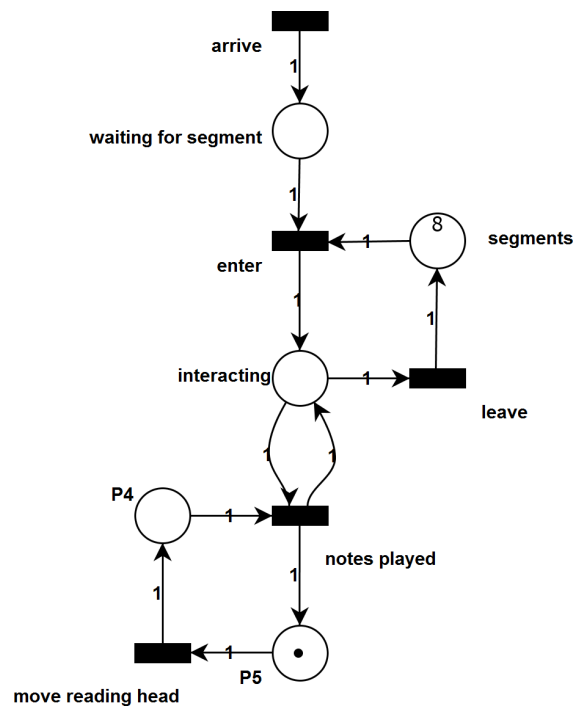 arrive
1
waiting for segment
1
8
1
segments
enter
1
1
interacting
1
leave
1
1
P4
1
notes played
1
1
1
P5
move reading head